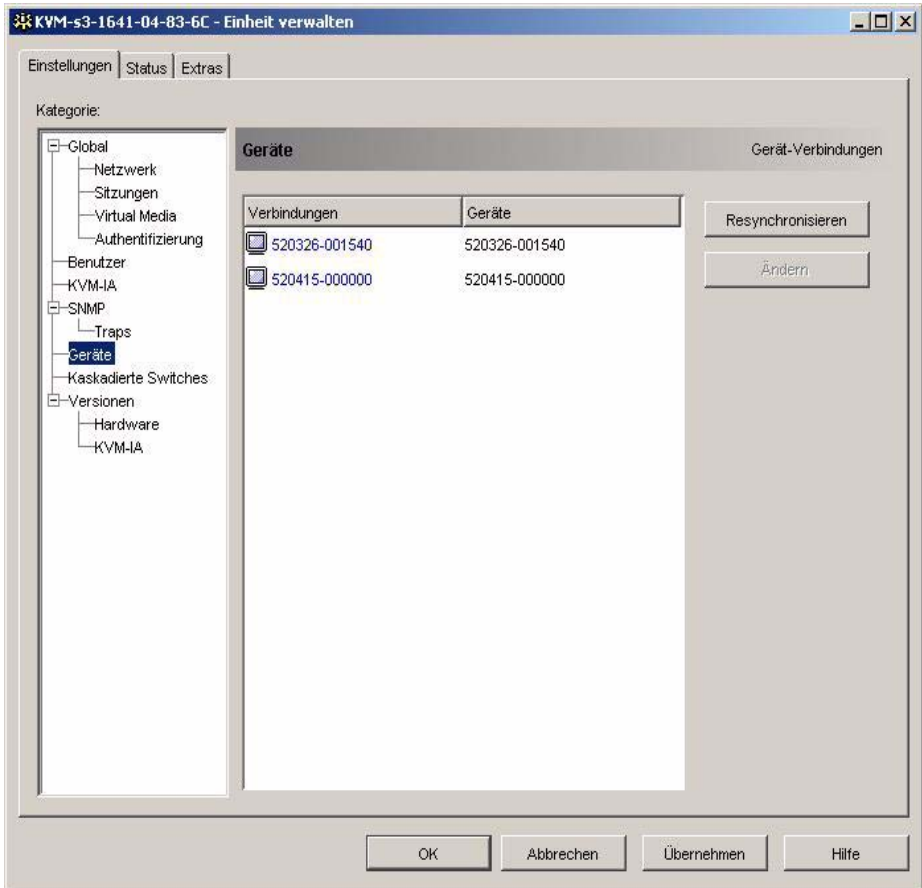 KVM-s3-1641-04-83-6C - Einheit verwalten
Einstellungen Status Extras
Kategorie:
Global
Netzwerk
Sitzungen
Virtual Media
Authentifizierung
Benutzer
KVM-IA
SNMP
Traps
Geräte
Kaskadierte Switches
Versionen
Hardware
KVM-IA
Geräte Gerät-Verbindungen
Verbindungen Geräte
520326-001540 520326-001540
520415-000000 520415-000000
Resynchronisieren
Ändern
OK Abbrechen Übernehmen Hilfe